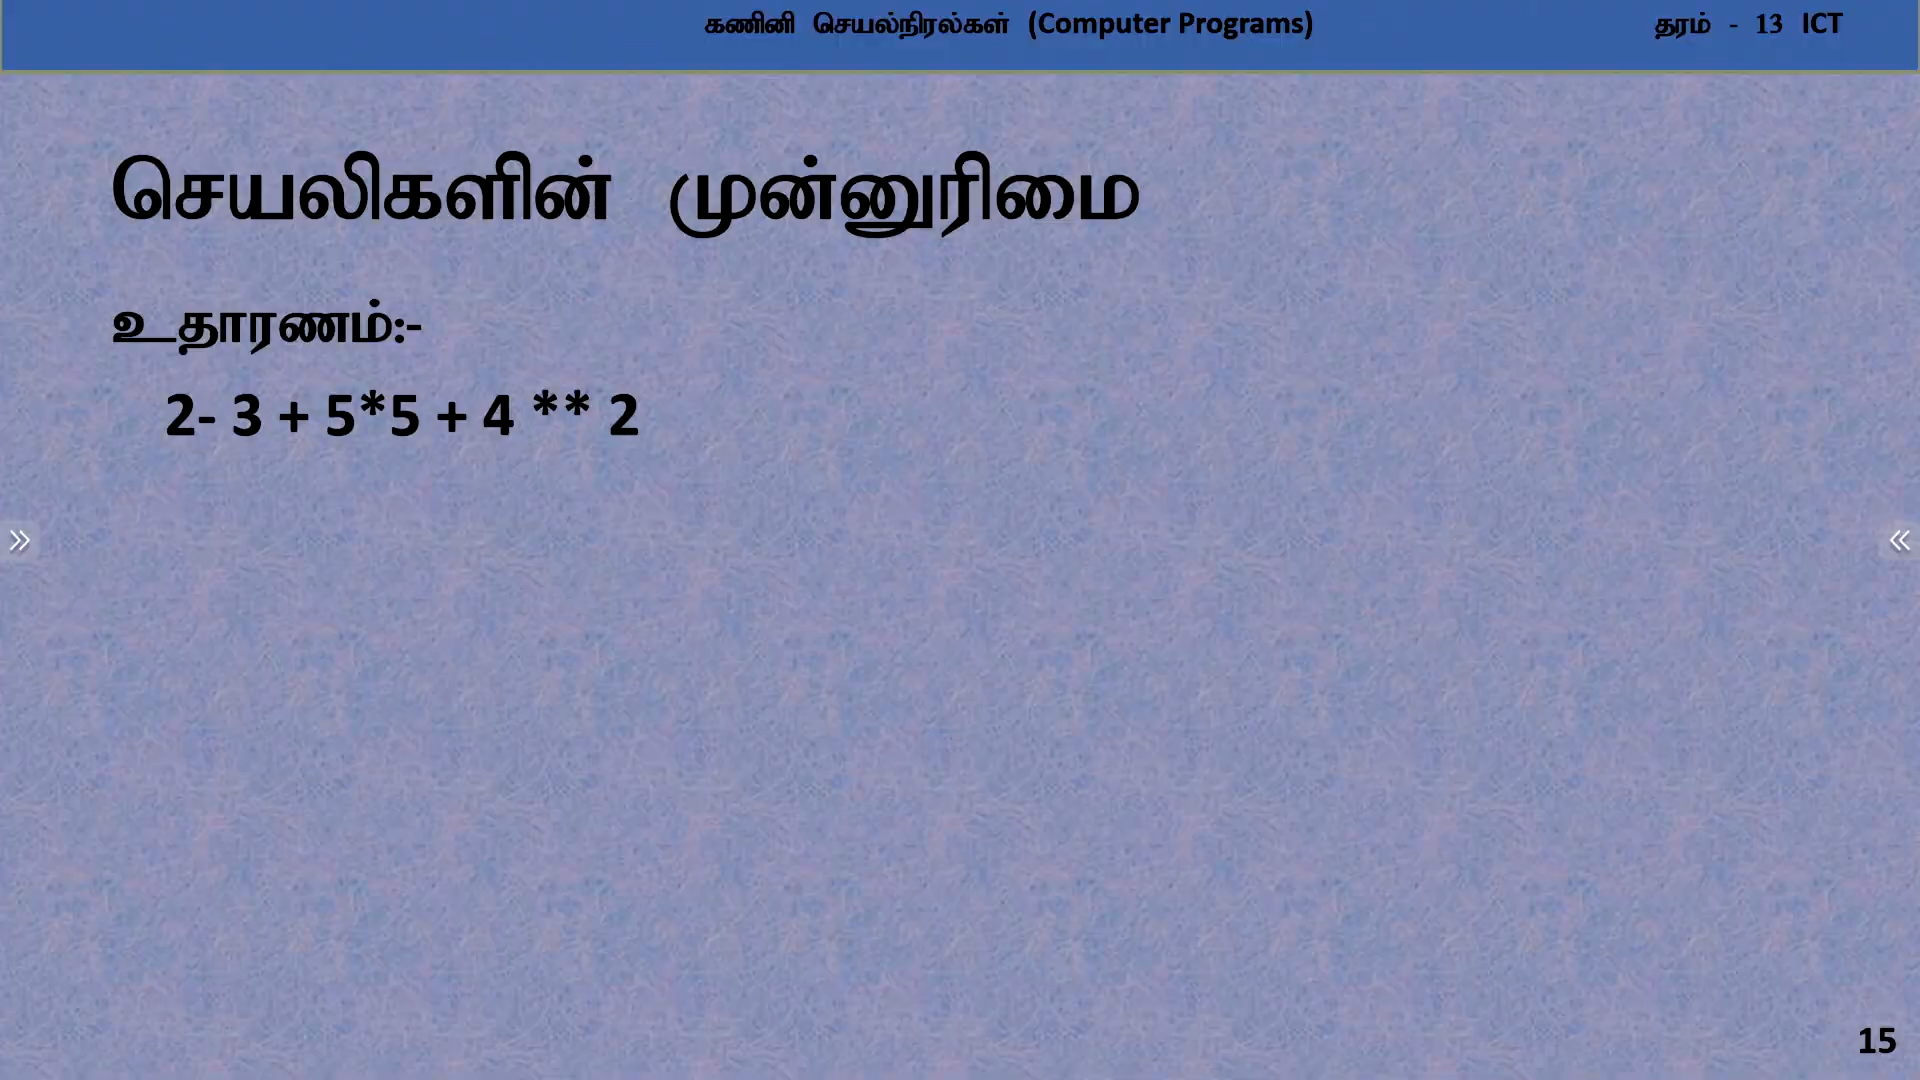 கணினி செயல்நிரல்கள் (Computer Programs)
தரம் - 13 ICT
செயலிகளின் முன்னுரிமை
உதாரணம்:-
2- 3 + 5*5 + 4 ** 2
15